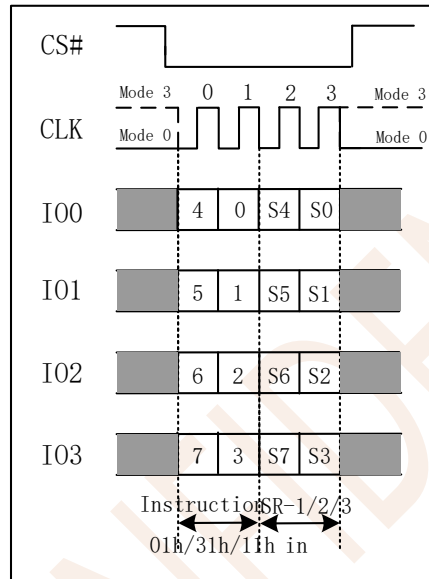 CS#
0 1 2 3
Mode 3 Mode 3
CLK
Mode 0 Mode 0
IO0 4 0 S4 S0
IO1 5 1 S5 S1
IO2 6 2 S6 S2
IO3 7 3 S7 S3
Instruction SR-1/2/3
01h/31h/11h in